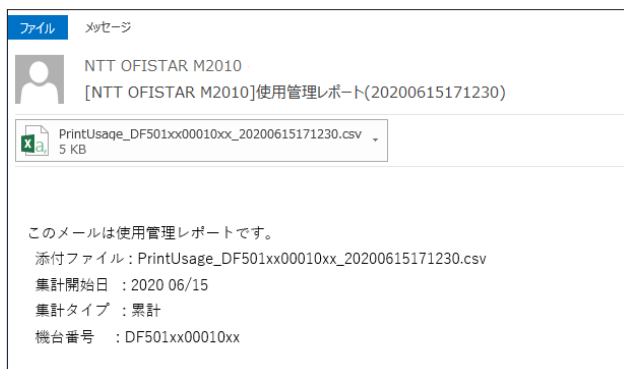 ファイル メッセージ
NTT OFISTAR M2010
[NTT OFISTAR M2010]使用管理レポート(20200615171230)
PrintUsage_DF501xx00010xx_20200615171230.csv
5 KB
このメールは使用管理レポートです。
添付ファイル : PrintUsage_DF501xx00010xx_20200615171230.csv
集計開始日 : 2020 06/15
集計タイプ : 累計
機台番号 : DF501xx00010xx